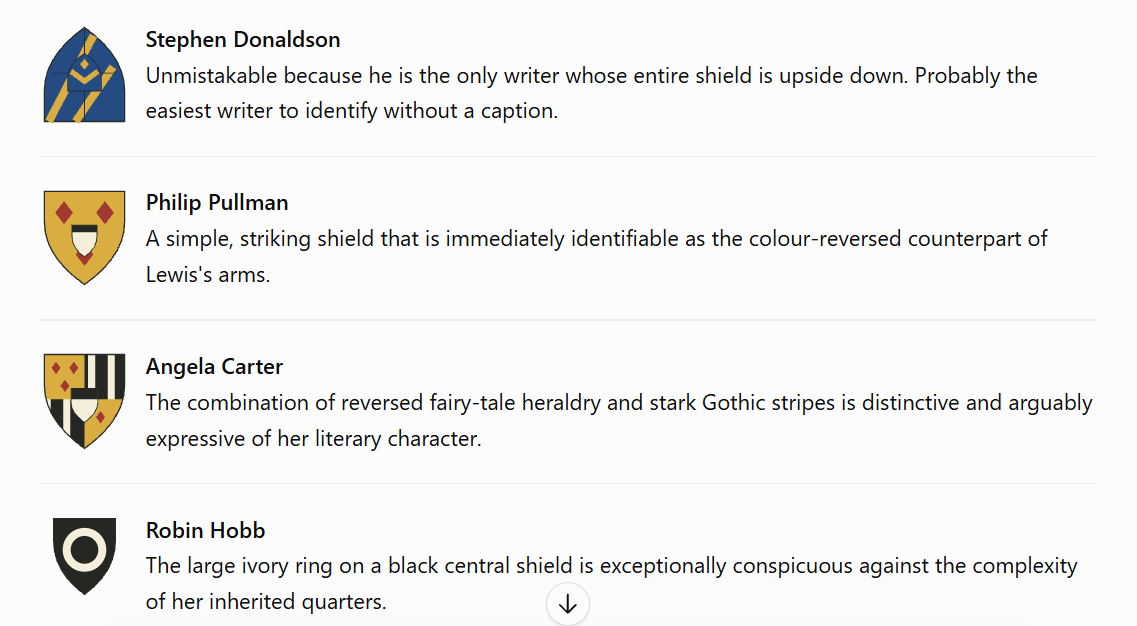 Stephen Donaldson
Unmistakable because he is the only writer whose entire shield is upside down. Probably the
easiest writer to identify without a caption.
Philip Pullman
A simple, striking shield that is immediately identifiable as the colour-reversed counterpart of
Lewis's arms.
Angela Carter
The combination of reversed fairy-tale heraldry and stark Gothic stripes is distinctive and arguably
expressive of her literary character.
Robin Hobb
The large ivory ring on a black central shield is exceptionally conspicuous against the complexity
of her inherited quarters.